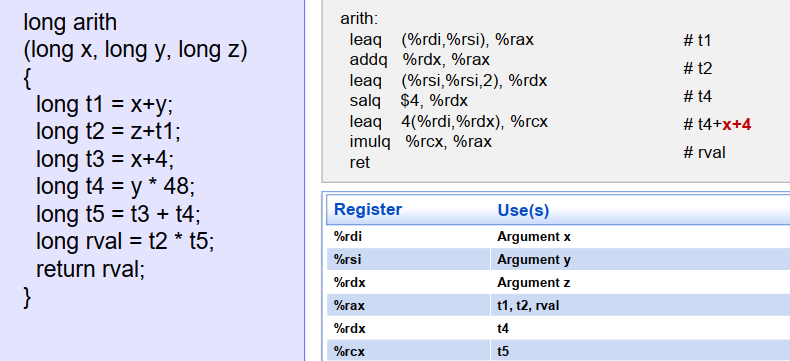 long arith
(long x, long y, long z)
{
long t1 = x+y;
long t2 = z+t1;
long t3 = x+4;
long t4 = y * 48;
long t5 = t3 + t4;
long rval = t2 * t5;
return rval;
}
arith:
leaq (%rdi,%rsi), %rax # t1
addq %rdx, %rax # t2
leaq (%rsi,%rsi,2), %rdx
salq $4, %rdx # t4
leaq 4(%rdi,%rdx), %rcx # t4+x+4
imulq %rcx, %rax # rval
ret
Register Use(s)
%rdi Argument x
%rsi Argument y
%rdx Argument z
%rax t1, t2, rval
%rdx t4
%rcx t5